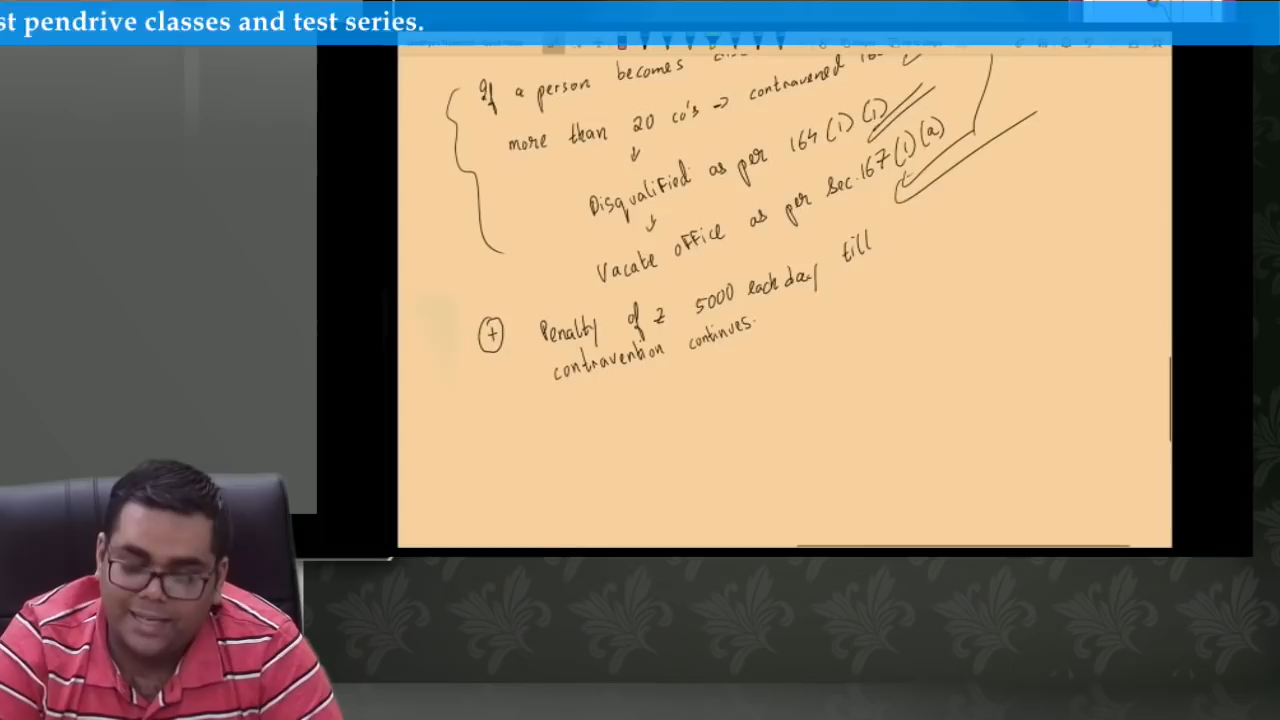 st pendrive classes and test series.
If a person becomes
more than 20 co's → contravened
↓
Disqualified as per 164 (1) (i)
↓
Vacate office as per Sec. 167 (1) (a)
+ Penalty of ₹ 5000 each day till
contravention continues.